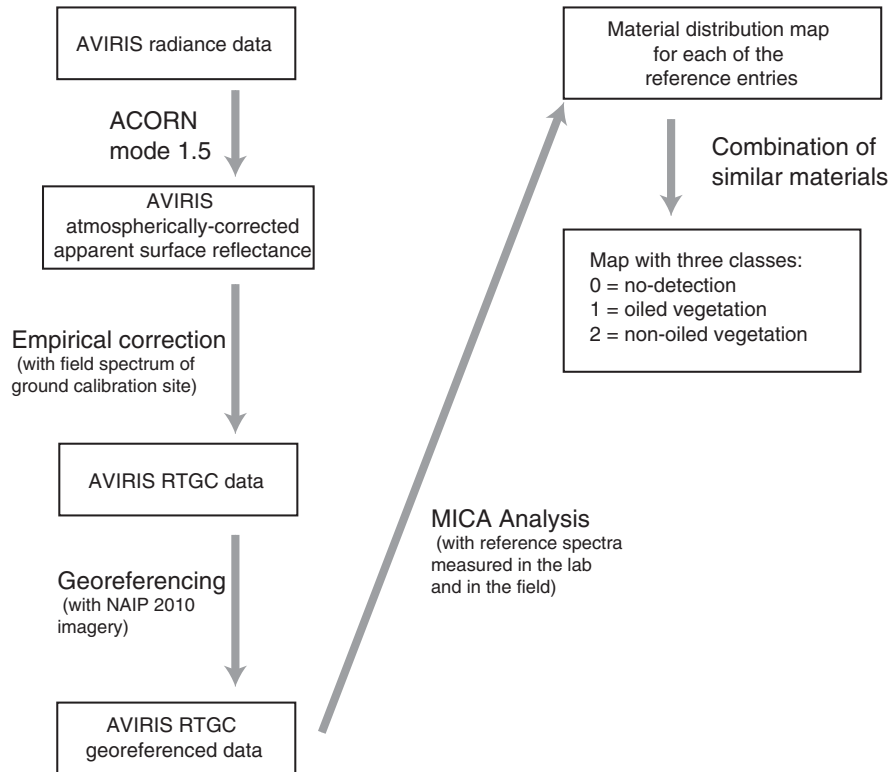 AVIRIS radiance data
ACORN
mode 1.5
AVIRIS
atmospherically-corrected
apparent surface reflectance
Empirical correction
(with field spectrum of
ground calibration site)
AVIRIS RTGC data
Georeferencing
(with NAIP 2010
imagery)
AVIRIS RTGC
georeferenced data
MICA Analysis
(with reference spectra
measured in the lab
and in the field)
Material distribution map
for each of the
reference entries
Combination of
similar materials
Map with three classes:
0 = no-detection
1 = oiled vegetation
2 = non-oiled vegetation